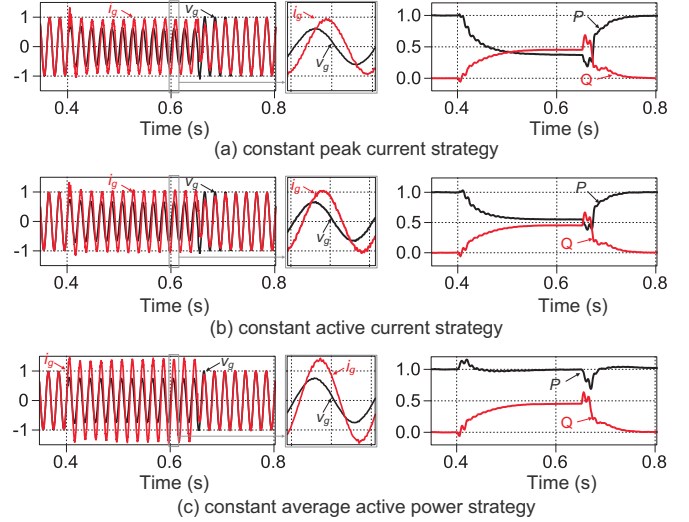 i_g v_g i_g P
1 1.0
0 v_g 0.5
-1 0.0 Q
0.4 0.6 0.8 0.4 0.6 0.8
Time (s) Time (s)
(a) constant peak current strategy
i_g v_g i_g P
1 1.0
0 v_g 0.5
-1 0.0 Q
0.4 0.6 0.8 0.4 0.6 0.8
Time (s) Time (s)
(b) constant active current strategy
i_g v_g i_g
1 1.0 P
0 v_g 0.5 Q
-1 0.0
0.4 0.6 0.8 0.4 0.6 0.8
Time (s) Time (s)
(c) constant average active power strategy